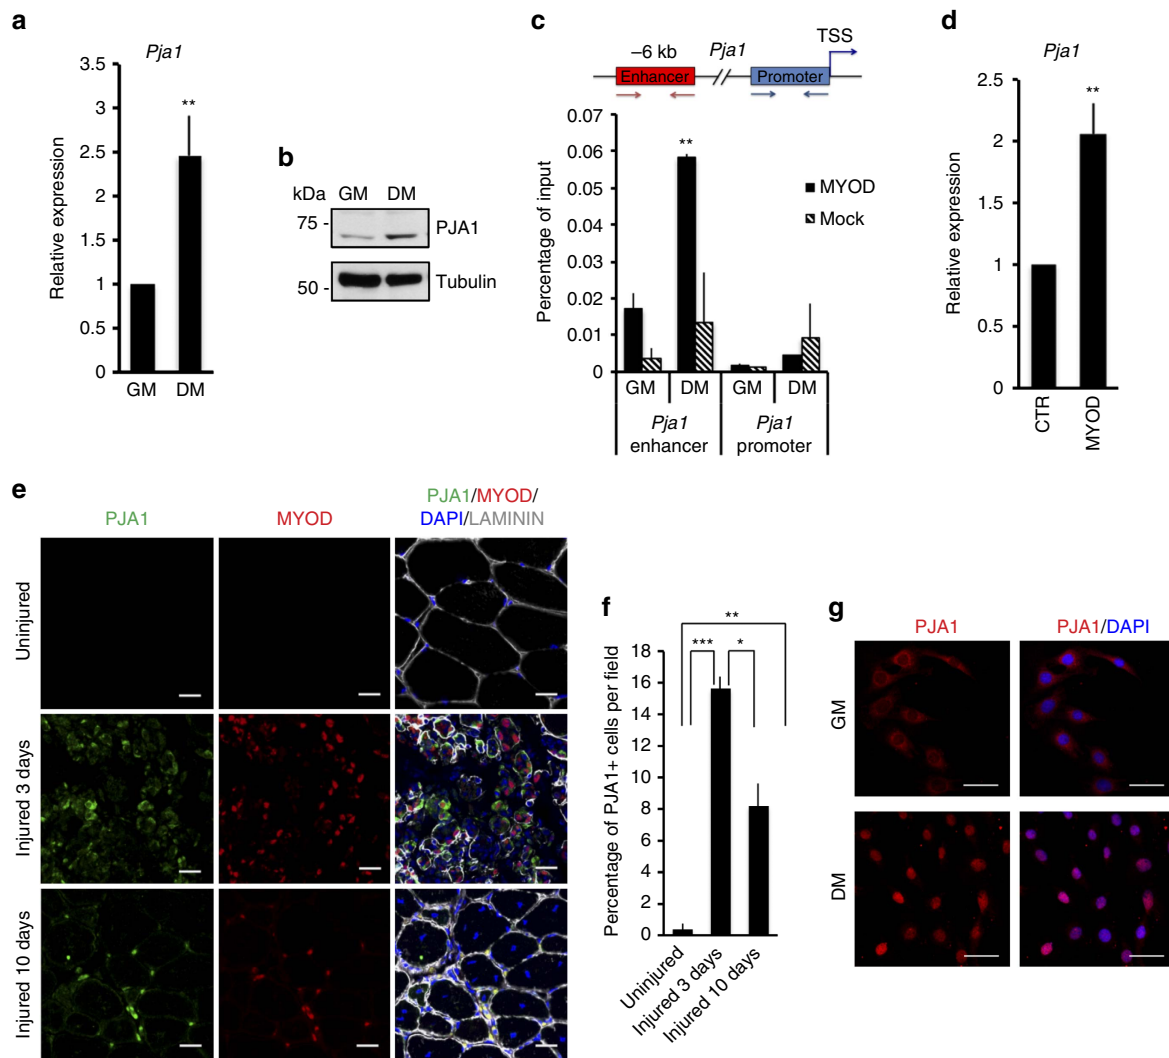 a
Pja1
Relative expression
3.5
3
2.5
2
1.5
1
0.5
0
**
GM DM
b
kDa GM DM
75 - PJA1
50 - Tubulin
c
–6 kb Pja1 TSS
Enhancer Promoter
Percentage of input
0.07
0.06
0.05
0.04
0.03
0.02
0.01
0
**
MYOD
Mock
GM DM GM DM
Pja1 enhancer
Pja1 promoter
d
Pja1
Relative expression
2.5
2
1.5
1
0.5
0
**
CTR MYOD
e
PJA1 MYOD PJA1/MYOD/
DAPI/LAMININ
Uninjured
Injured 3 days
Injured 10 days
f
Percentage of PJA1+ cells per field
18
16
14
12
10
8
6
4
2
0
**
*** *
Uninjured
Injured 3 days
Injured 10 days
g
PJA1 PJA1/DAPI
GM
DM